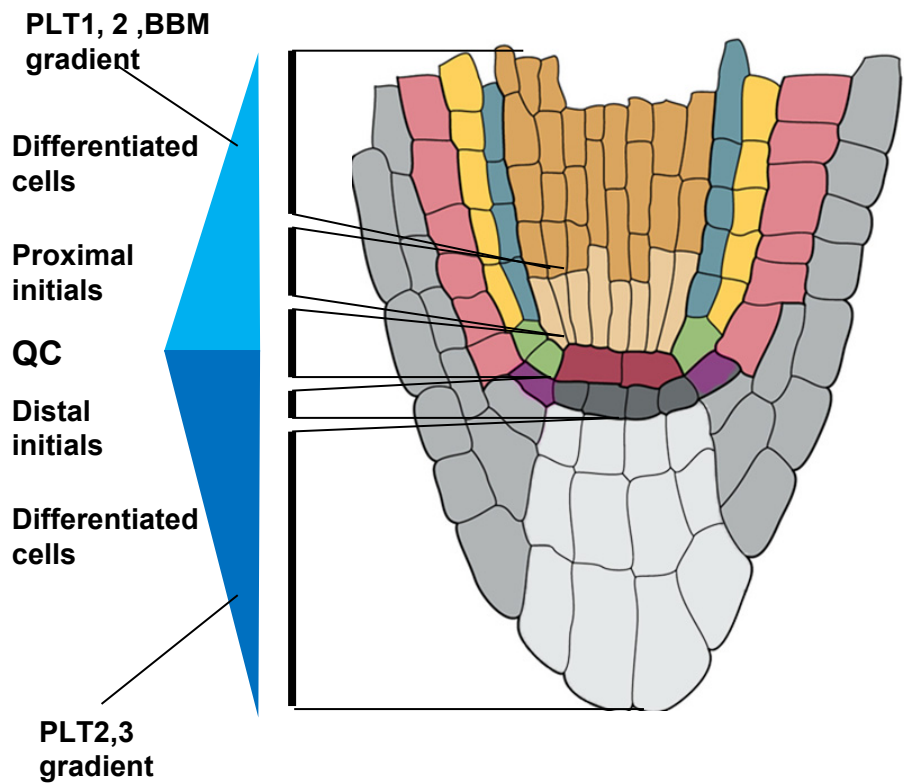 PLT1, 2 ,BBM
gradient
Differentiated
cells
Proximal
initials
QC
Distal
initials
Differentiated
cells
PLT2,3
gradient